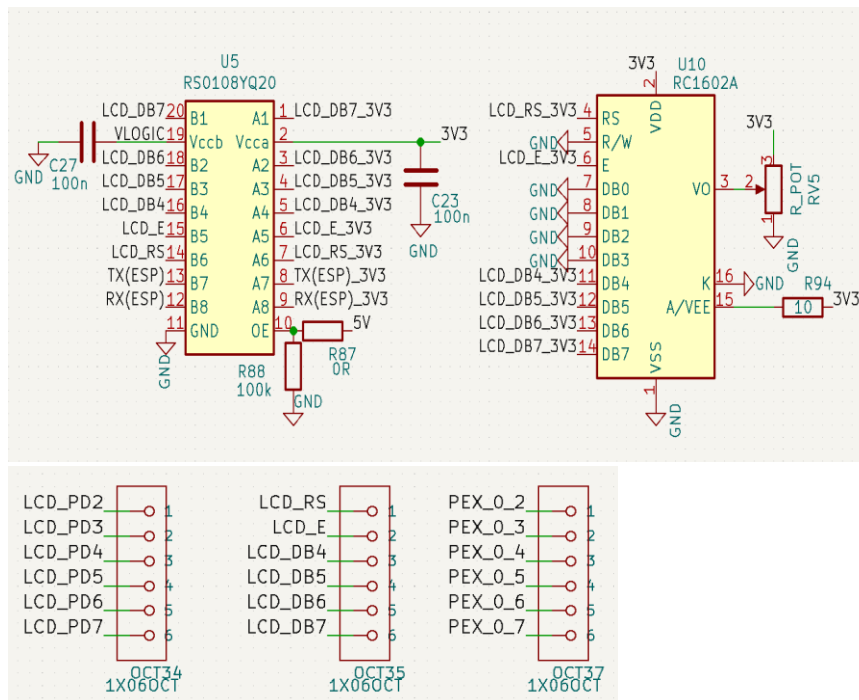 U5
RS0108YQ20
LCD_DB7 20 B1 A1 1 LCD_DB7_3V3
VLOGIC 19 Vccb Vcca 2 3V3
LCD_DB6 18 B2 A2 3 LCD_DB6_3V3
LCD_DB5 17 B3 A3 4 LCD_DB5_3V3
LCD_DB4 16 B4 A4 5 LCD_DB4_3V3
LCD_E 15 B5 A5 6 LCD_E_3V3
LCD_RS 14 B6 A6 7 LCD_RS_3V3
TX(ESP) 13 B7 A7 8 TX(ESP)_3V3
RX(ESP) 12 B8 A8 9 RX(ESP)_3V3
11 GND OE 10 5V
GND
C27
100n
C23
100n
GND
GND
R87
0R
R88
100k
GND
U10
RC1602A
3V3
2
VDD
LCD_RS_3V3 4 RS
GND 5 R/W
LCD_E_3V3 6 E
GND 7 DB0
GND 8 DB1
GND 9 DB2
GND 10 DB3
LCD_DB4_3V3 11 DB4
LCD_DB5_3V3 12 DB5
LCD_DB6_3V3 13 DB6
LCD_DB7_3V3 14 DB7
VO 3
K 16 GND
A/VEE 15
VSS
1
GND
3V3
3
2
1
R_POT
RV5
GND
R94
10
3V3
LCD_PD2 1
LCD_PD3 2
LCD_PD4 3
LCD_PD5 4
LCD_PD6 5
LCD_PD7 6
OCT34
1X06OCT
LCD_RS 1
LCD_E 2
LCD_DB4 3
LCD_DB5 4
LCD_DB6 5
LCD_DB7 6
OCT35
1X06OCT
PEX_0_2 1
PEX_0_3 2
PEX_0_4 3
PEX_0_5 4
PEX_0_6 5
PEX_0_7 6
OCT37
1X06OCT